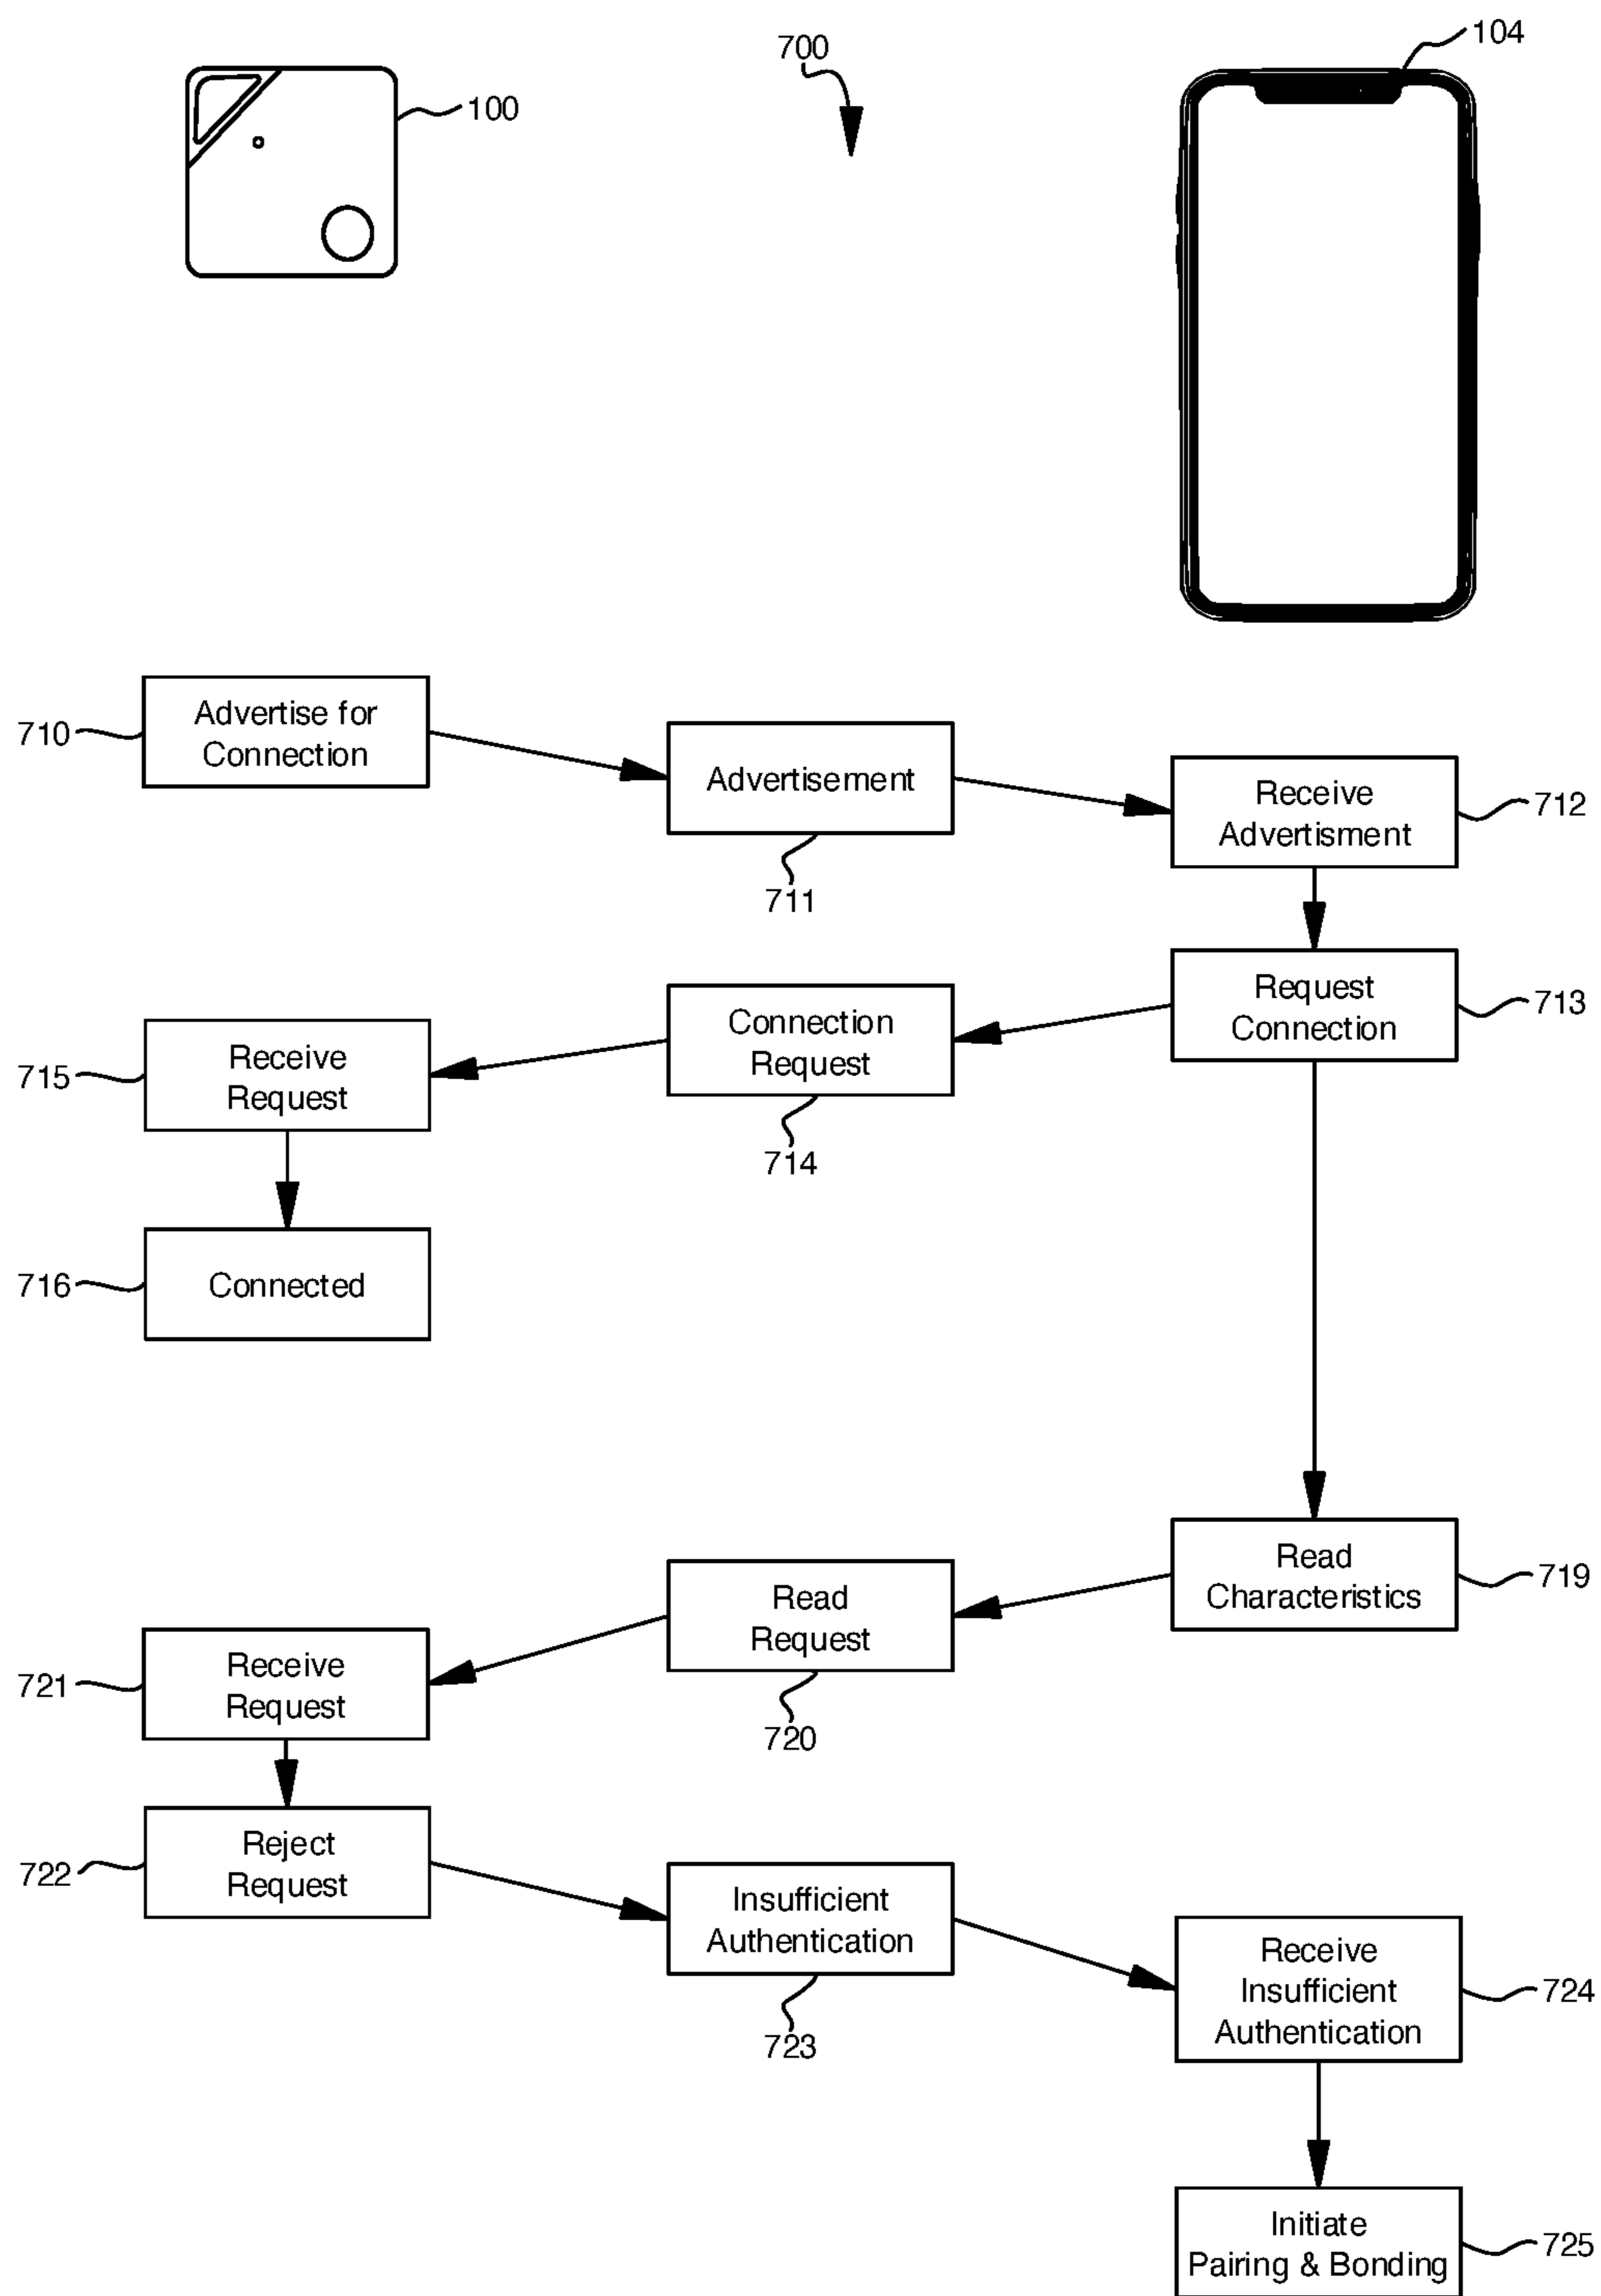 700
104
100
Advertise for
Connection
710
Advertisement
711
Receive
Advertisment
712
Request
Connection
713
Connection
Request
714
Receive
Request
715
Connected
716
Read
Characteristics
719
Read
Request
720
Receive
Request
721
Reject
Request
722
Insufficient
Authentication
723
Receive
Insufficient
Authentication
724
Initiate
Pairing & Bonding
725